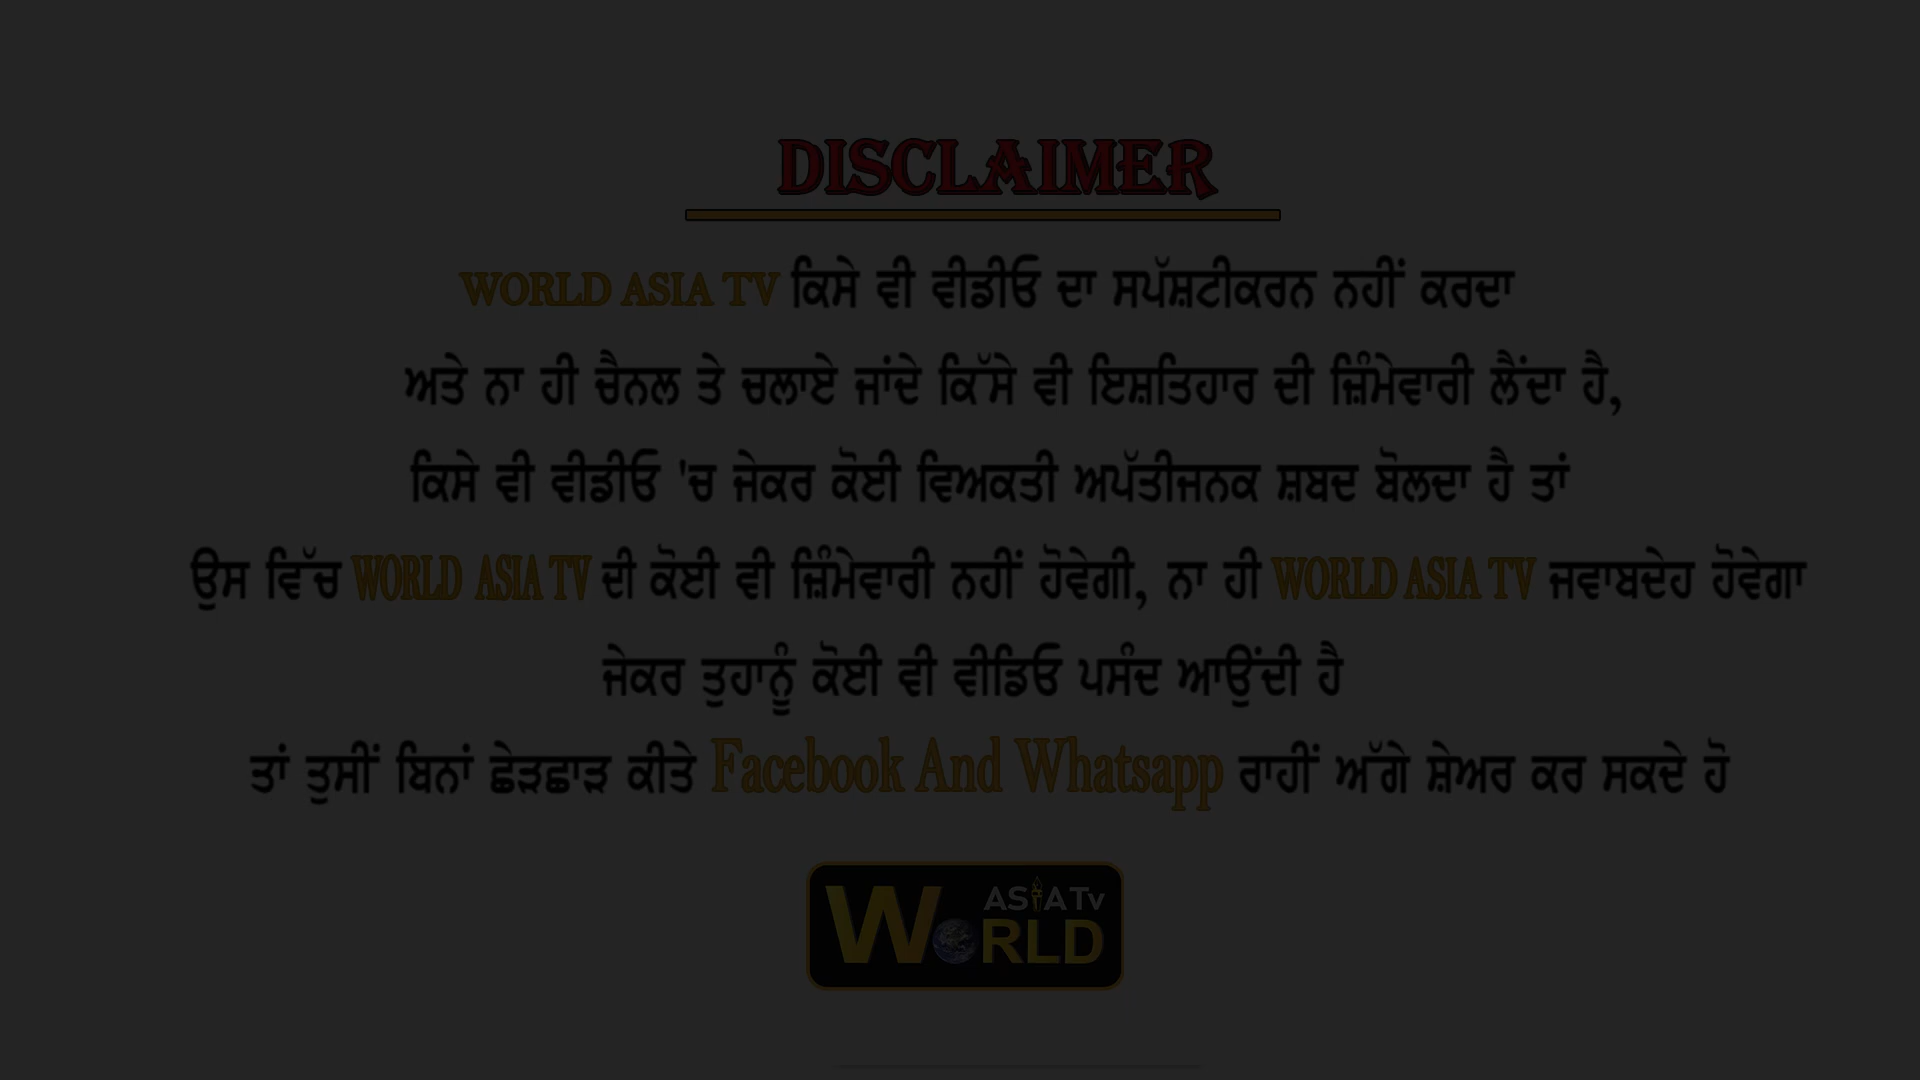 DISCLAIMER
WORLD ASIA TV ਕਿਸੇ ਵੀ ਵੀਡੀਓ ਦਾ ਸਪੱਸ਼ਟੀਕਰਨ ਨਹੀਂ ਕਰਦਾ
ਅਤੇ ਨਾ ਹੀ ਚੈਨਲ ਤੇ ਚਲਾਏ ਜਾਂਦੇ ਕਿੱਸੇ ਵੀ ਇਸ਼ਤਿਹਾਰ ਦੀ ਜ਼ਿੰਮੇਵਾਰੀ ਲੈਂਦਾ ਹੈ,
ਕਿਸੇ ਵੀ ਵੀਡੀਓ 'ਚ ਜੇਕਰ ਕੋਈ ਵਿਅਕਤੀ ਅਪੱਤੀਜਨਕ ਸ਼ਬਦ ਬੋਲਦਾ ਹੈ ਤਾਂ
ਉਸ ਵਿੱਚ WORLD ASIA TV ਦੀ ਕੋਈ ਵੀ ਜ਼ਿੰਮੇਵਾਰੀ ਨਹੀਂ ਹੋਵੇਗੀ, ਨਾ ਹੀ WORLD ASIA TV ਜਵਾਬਦੇਹ ਹੋਵੇਗਾ
ਜੇਕਰ ਤੁਹਾਨੂੰ ਕੋਈ ਵੀ ਵੀਡਿਓ ਪਸੰਦ ਆਉਂਦੀ ਹੈ
ਤਾਂ ਤੁਸੀਂ ਬਿਨਾਂ ਛੇੜਛਾੜ ਕੀਤੇ Facebook And Whatsapp ਰਾਹੀਂ ਅੱਗੇ ਸ਼ੇਅਰ ਕਰ ਸਕਦੇ ਹੋ
ASIA Tv
WORLD